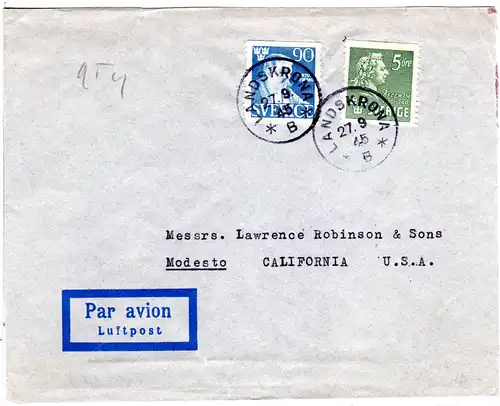 90
SVERIGE
5 öre
SVERIGE
LANDSKRONA
27.9.
45
* B *
LANDSKRONA
27.9
45
* B *
Messrs. Lawrence Robinson & Sons
Modesto CALIFORNIA U.S.A.
Par avion
Luftpost